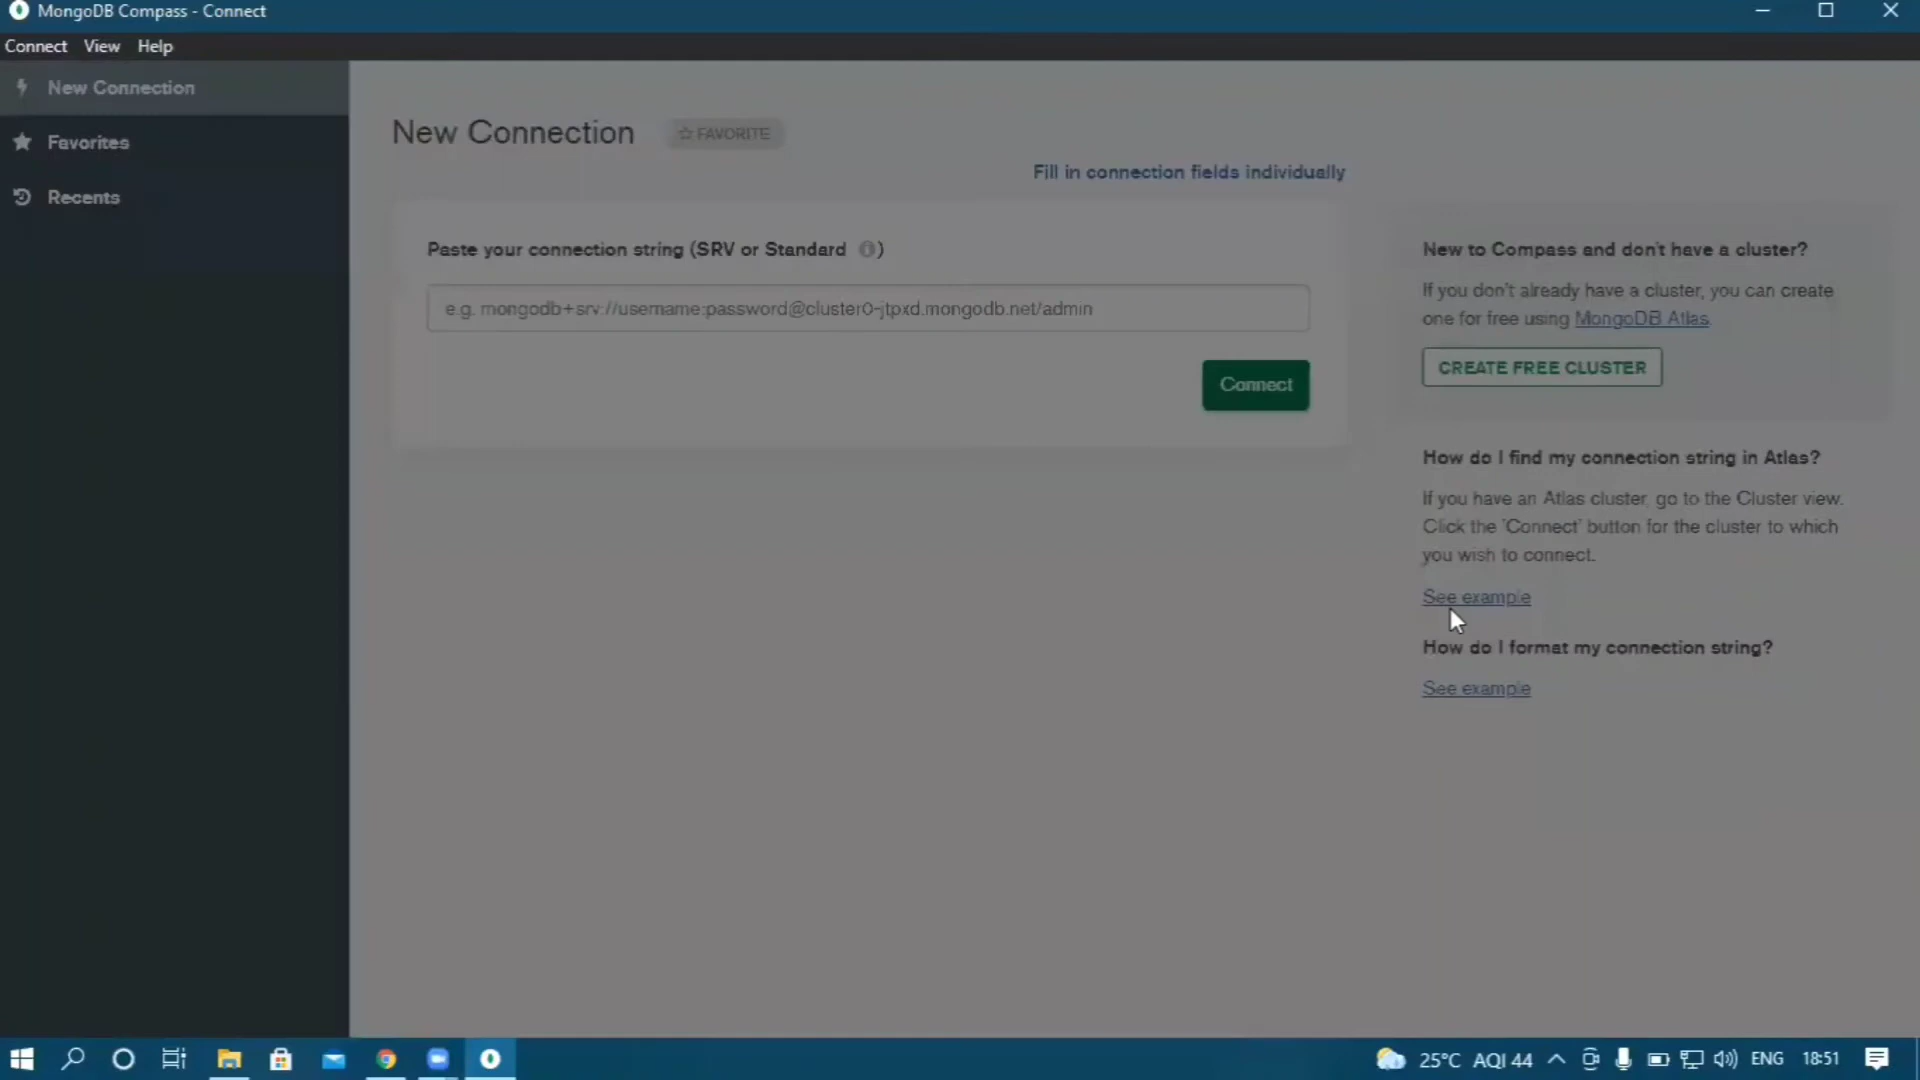 MongoDB Compass - Connect
Connect View Help
New Connection
Favorites
Recents
New Connection
FAVORITE
Fill in connection fields individually
Paste your connection string (SRV or Standard )
e.g. mongodb+srv://username:password@cluster0-jtpxd.mongodb.net/admin
Connect
New to Compass and don't have a cluster?
If you don't already have a cluster, you can create
one for free using MongoDB Atlas
CREATE FREE CLUSTER
How do I find my connection string in Atlas?
If you have an Atlas cluster, go to the Cluster view.
Click the 'Connect' button for the cluster to which
you wish to connect.
See example
How do I format my connection string?
See example
25°C AQI 44 ENG 18:51